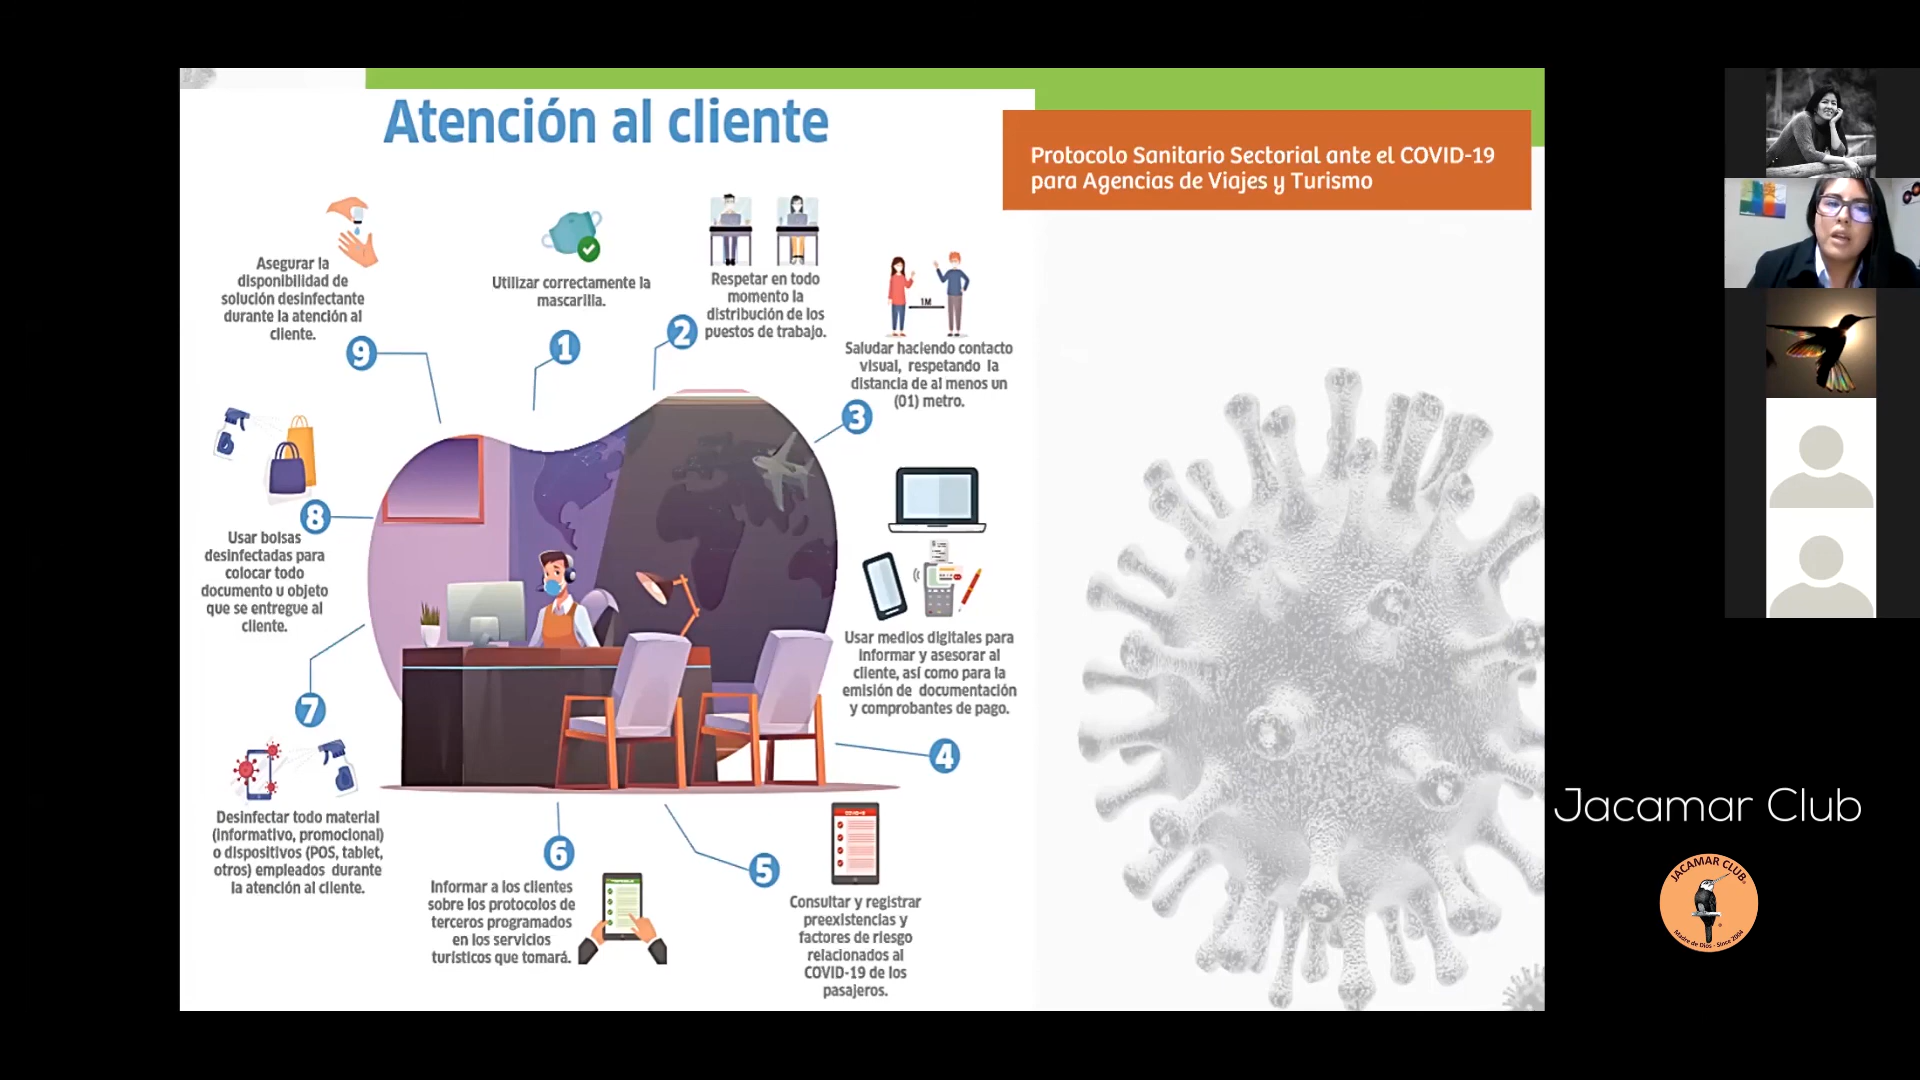 Atención al cliente
Protocolo Sanitario Sectorial ante el COVID-19
para Agencias de Viajes y Turismo
Utilizar correctamente la
mascarilla.
1
Respetar en todo
momento la
distribución de los
puestos de trabajo.
2
1M
Saludar haciendo contacto
visual, respetando la
distancia de al menos un
(01) metro.
3
Usar medios digitales para
informar y asesorar al
cliente, así como para la
emisión de documentación
y comprobantes de pago.
4
COVID-19
5
Consultar y registrar
preexistencias y
factores de riesgo
relacionados al
COVID-19 de los
pasajeros.
6
Informar a los clientes
sobre los protocolos de
terceros programados
en los servicios
turísticos que tomará.
7
Desinfectar todo material
(informativo, promocional)
o dispositivos (POS, tablet,
otros) empleados durante
la atención al cliente.
8
Usar bolsas
desinfectadas para
colocar todo
documento u objeto
que se entregue al
cliente.
Asegurar la
disponibilidad de
solución desinfectante
durante la atención al
cliente.
9
Jacamar Club
JACAMAR CLUB
Madre de Dios - Since 2004